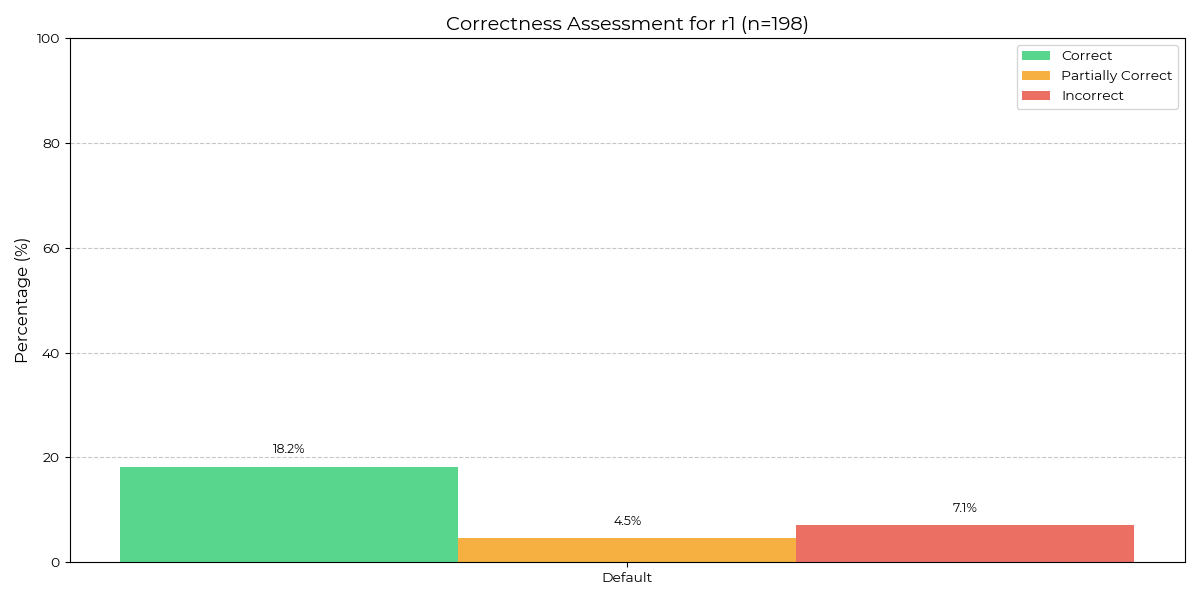 Correctness Assessment for r1 (n=198)
100
80
60
40
20
0
Percentage (%)
Correct
Partially Correct
Incorrect
18.2%
4.5%
7.1%
Default